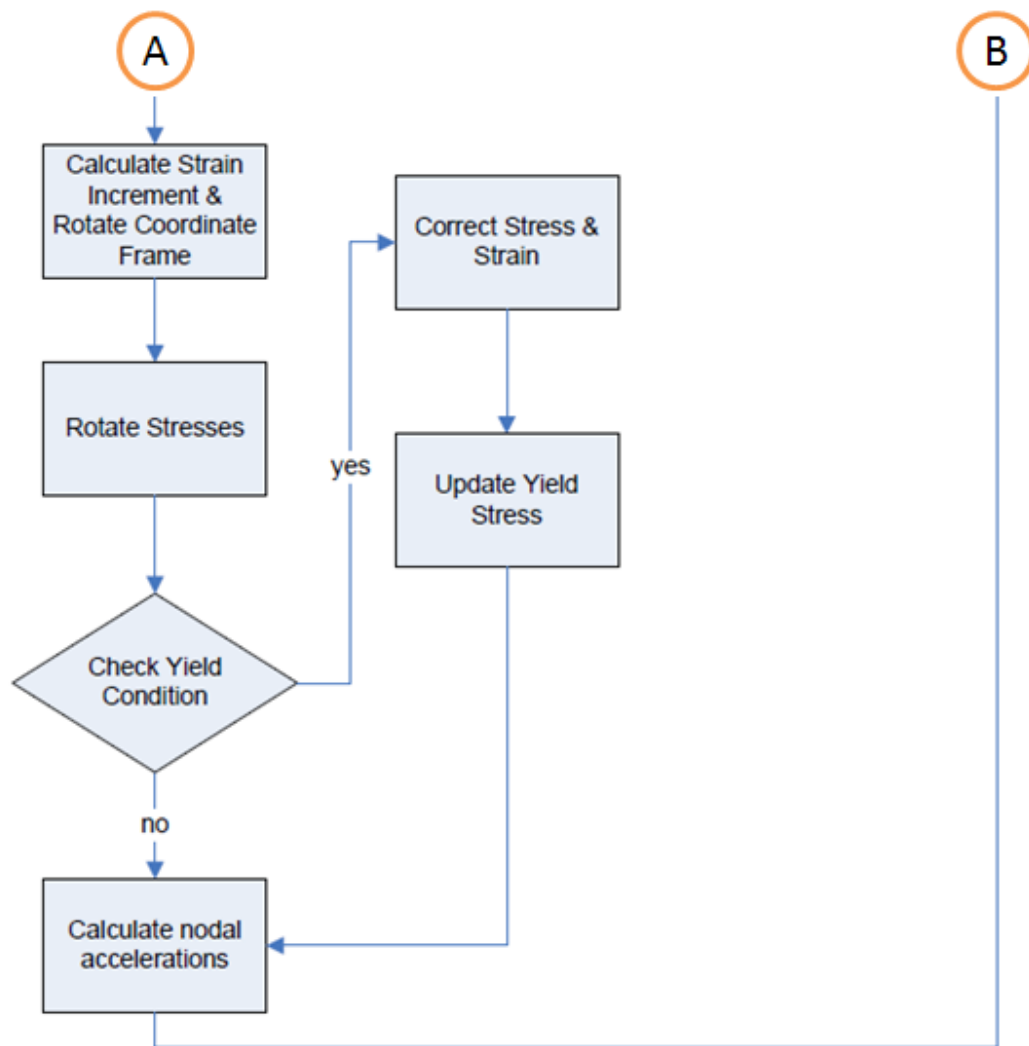 A
B
Calculate Strain
Increment &
Rotate Coordinate
Frame
Correct Stress &
Strain
Rotate Stresses
yes
Update Yield
Stress
Check Yield
Condition
no
Calculate nodal
accelerations